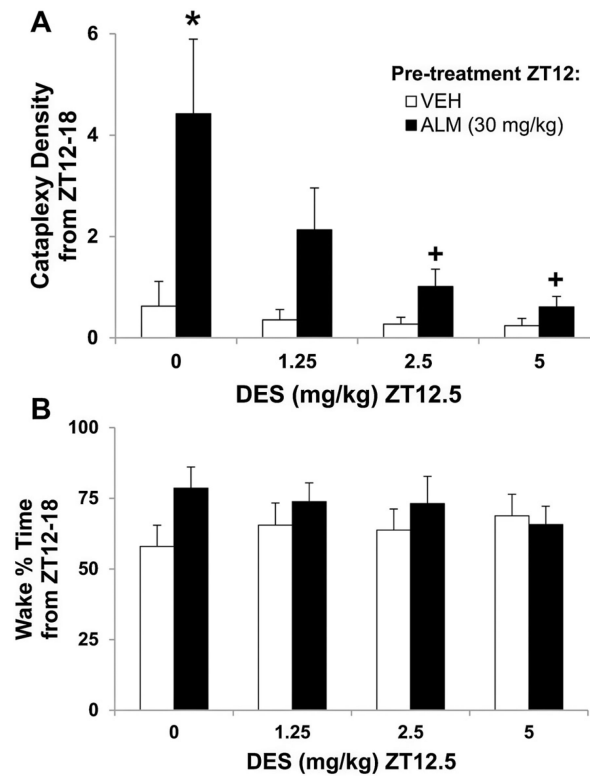 A
6
4
2
0
Cataplexy Density
from ZT12-18
*
+
+
Pre-treatment ZT12:
VEH
ALM (30 mg/kg)
0 1.25 2.5 5
DES (mg/kg) ZT12.5
B
100
75
50
25
0
Wake % Time
from ZT12-18
0 1.25 2.5 5
DES (mg/kg) ZT12.5